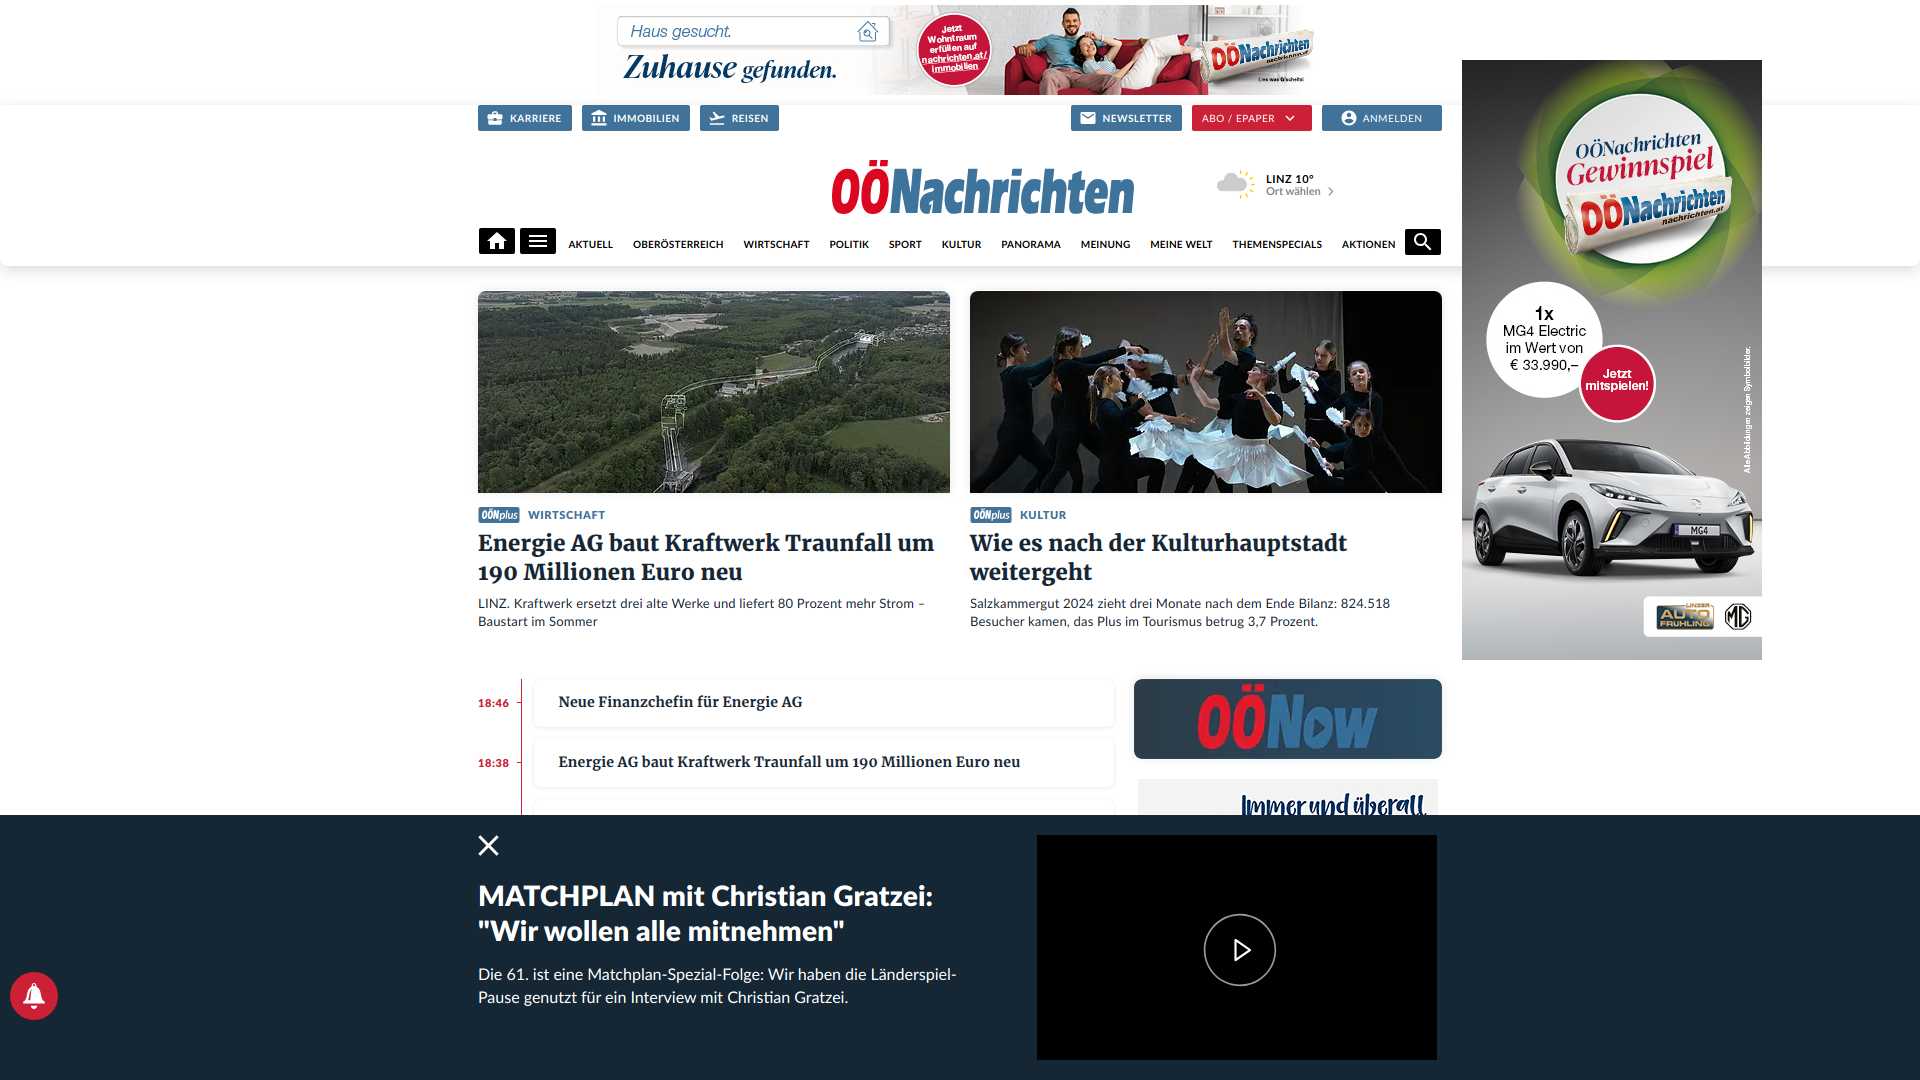 Haus gesucht.
Zuhause gefunden.
Jetzt
Wohntraum
erfüllen auf
nachrichten.at/
immobilien
OÖNachrichten
nachrichten.at
Lies was G'scheits!
KARRIERE
IMMOBILIEN
REISEN
NEWSLETTER
ABO / EPAPER
ANMELDEN
OÖNachrichten
LINZ 10°
Ort wählen
AKTUELL
OBERÖSTERREICH
WIRTSCHAFT
POLITIK
SPORT
KULTUR
PANORAMA
MEINUNG
MEINE WELT
THEMENSPECIALS
AKTIONEN
OÖNachrichten
Gewinnspiel
OÖNachrichten
nachrichten.at
1x
MG4 Electric
im Wert von
€ 33.990,–
Jetzt
mitspielen!
Alle Abbildungen zeigen Symbolbilder.
MG4
LINZER
AUTO
FRÜHLING
MG
OÖNplus WIRTSCHAFT
Energie AG baut Kraftwerk Traunfall um
190 Millionen Euro neu
LINZ. Kraftwerk ersetzt drei alte Werke und liefert 80 Prozent mehr Strom –
Baustart im Sommer
OÖNplus KULTUR
Wie es nach der Kulturhauptstadt
weitergeht
Salzkammergut 2024 zieht drei Monate nach dem Ende Bilanz: 824.518
Besucher kamen, das Plus im Tourismus betrug 3,7 Prozent.
18:46
Neue Finanzchefin für Energie AG
18:38
Energie AG baut Kraftwerk Traunfall um 190 Millionen Euro neu
OÖNow
Immer und überall
MATCHPLAN mit Christian Gratzei:
"Wir wollen alle mitnehmen"
Die 61. ist eine Matchplan-Spezial-Folge: Wir haben die Länderspiel-
Pause genutzt für ein Interview mit Christian Gratzei.